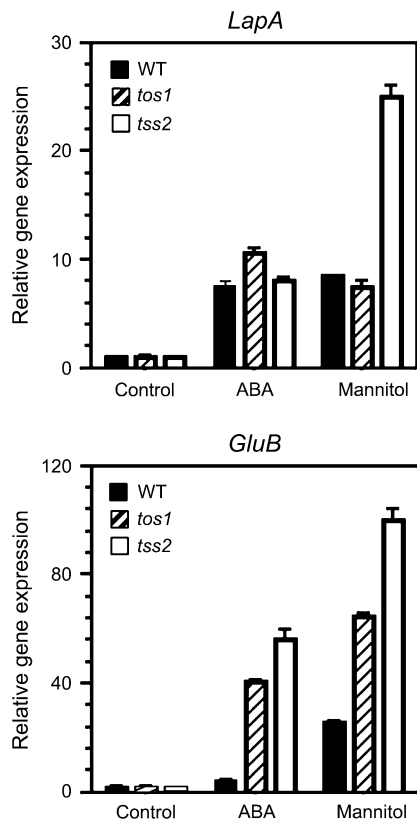 LapA
30
20
10
0
Relative gene expression
WT
tos1
tss2
Control ABA Mannitol
GluB
120
80
40
0
Relative gene expression
WT
tos1
tss2
Control ABA Mannitol